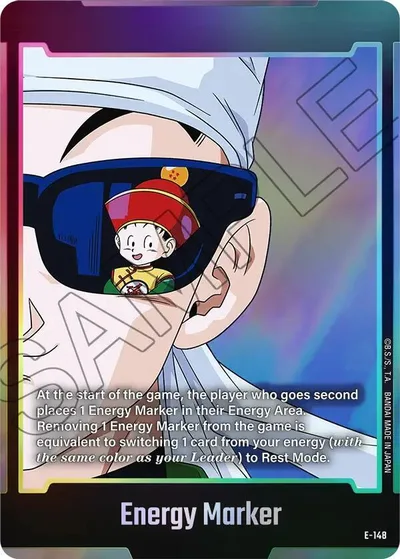 SAMPLE
At the start of the game, the player who goes second
places 1 Energy Marker in their Energy Area.
Removing 1 Energy Marker from the game is
equivalent to switching 1 card from your energy (with
the same color as your Leader) to Rest Mode.
©B.S./S., T.A. BANDAI MADE IN JAPAN
Energy Marker
E-148